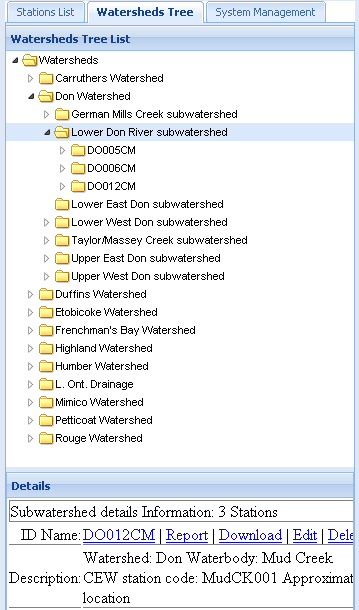 Stations List Watersheds Tree System Management
Watersheds Tree List
Watersheds
Carruthers Watershed
Don Watershed
German Mills Creek subwatershed
Lower Don River subwatershed
DO005CM
DO006CM
DO012CM
Lower East Don subwatershed
Lower West Don subwatershed
Taylor/Massey Creek subwatershed
Upper East Don subwatershed
Upper West Don subwatershed
Duffins Watershed
Etobicoke Watershed
Frenchman's Bay Watershed
Highland Watershed
Humber Watershed
L. Ont. Drainage
Mimico Watershed
Petticoat Watershed
Rouge Watershed
Details
Subwatershed details Information: 3 Stations
ID Name: DO012CM | Report | Download | Edit | Dele
Watershed: Don Waterbody: Mud Creek
Description: CEW station code: MudCK001 Approximat
location